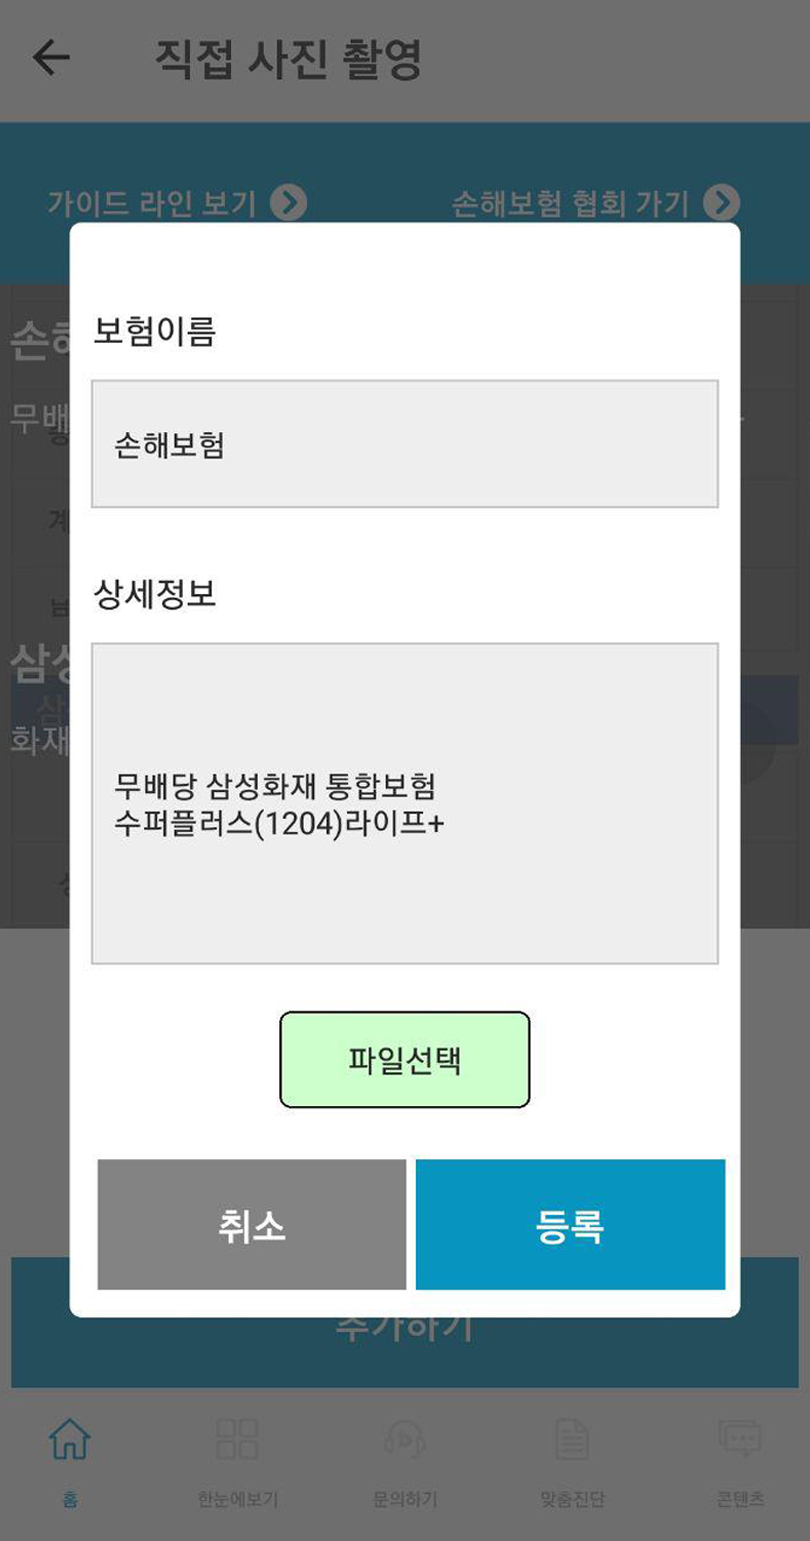 직접 사진 촬영
가이드 라인 보기
손해보험 협회 가기
보험이름
손해보험
상세정보
무배당 삼성화재 통합보험
수퍼플러스(1204)라이프+
파일선택
취소
등록
추가하기
홈
한눈에보기
문의하기
맞춤진단
콘텐츠